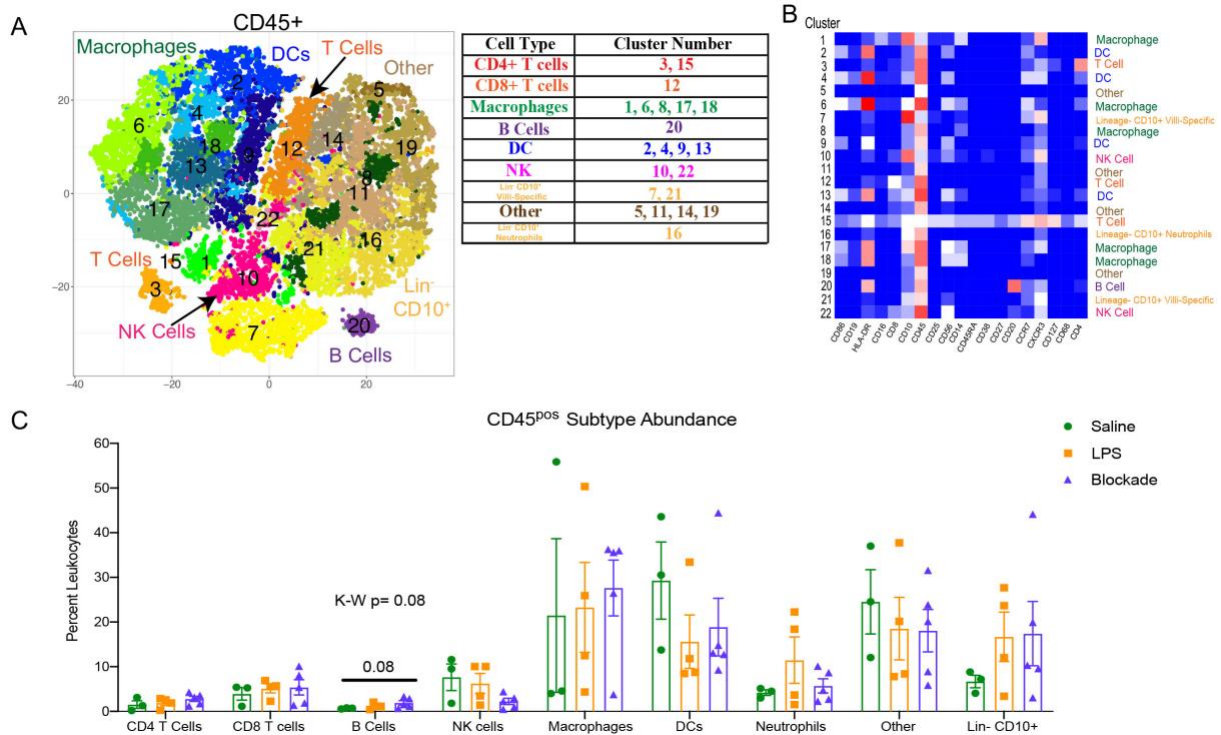 A
CD45+
Macrophages
DCs
T Cells
Other
T Cells
NK Cells
Lin-
CD10+
B Cells
6
4
2
18
13
9
12
14
5
19
8
11
17
22
16
21
15
1
10
3
7
20
20
0
−20
−40
−20
0
20
Cell Type Cluster Number
CD4+ T cells 3, 15
CD8+ T cells 12
Macrophages 1, 6, 8, 17, 18
B Cells 20
DC 2, 4, 9, 13
NK 10, 22
Lin- CD10+
Villi-Specific 7, 21
Other 5, 11, 14, 19
Lin- CD10+
Neutrophils 16
B
Cluster
1 Macrophage
2 DC
3 T Cell
4 DC
5 Other
6 Macrophage
7 Lineage- CD10+ Villi-Specific
8 Macrophage
9 DC
10 NK Cell
11 Other
12 T Cell
13 DC
14 Other
15 T Cell
16 Lineage- CD10+ Neutrophils
17 Macrophage
18 Macrophage
19 Other
20 B Cell
21 Lineage- CD10+ Villi-Specific
22 NK Cell
CD86 CD19 HLA-DR CD16 CD8 CD10 CD45 CD25 CD56 CD14 CD45RA CD38 CD27 CD20 CCR7 CXCR3 CD127 CD68 CD4
C
CD45pos Subtype Abundance
Saline
LPS
Blockade
Percent Leukocytes
60
50
40
30
20
10
0
K-W p= 0.08
0.08
CD4 T Cells CD8 T cells B Cells NK cells Macrophages DCs Neutrophils Other Lin- CD10+